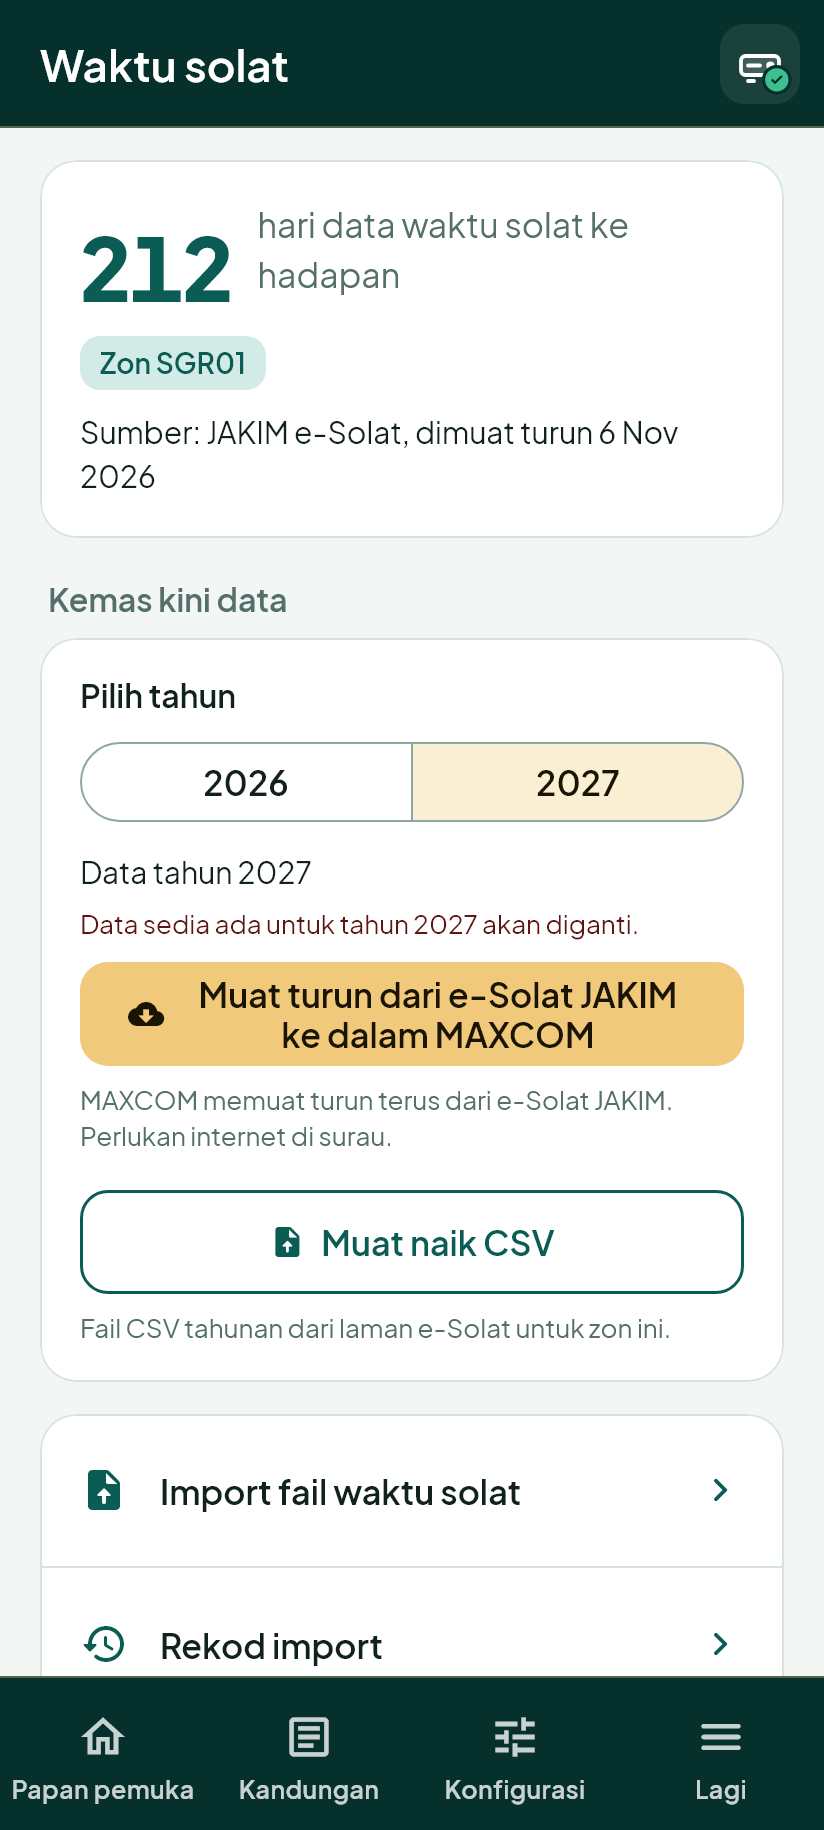 Waktu solat
212
hari data waktu solat ke
hadapan
Zon SGR01
Sumber: JAKIM e-Solat, dimuat turun 6 Nov
2026
Kemas kini data
Pilih tahun
2026
2027
Data tahun 2027
Data sedia ada untuk tahun 2027 akan diganti.
Muat turun dari e-Solat JAKIM
ke dalam MAXCOM
MAXCOM memuat turun terus dari e-Solat JAKIM.
Perlukan internet di surau.
Muat naik CSV
Fail CSV tahunan dari laman e-Solat untuk zon ini.
Import fail waktu solat
Rekod import
Papan pemuka
Kandungan
Konfigurasi
Lagi